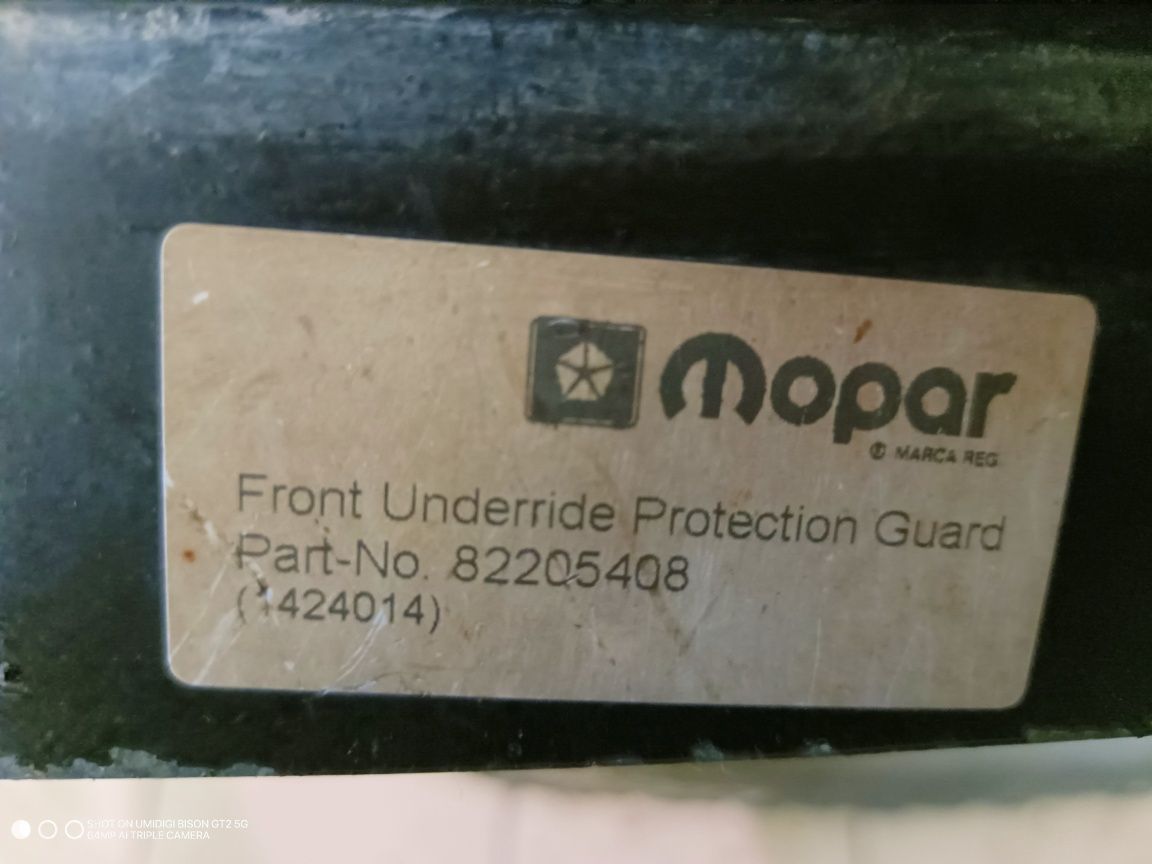 mopar
® MARCA REG
Front Underride Protection Guard
Part-No. 82205408
(1424014)
SHOT ON UMIDIGI BISON GT2 5G
64MP AI TRIPLE CAMERA